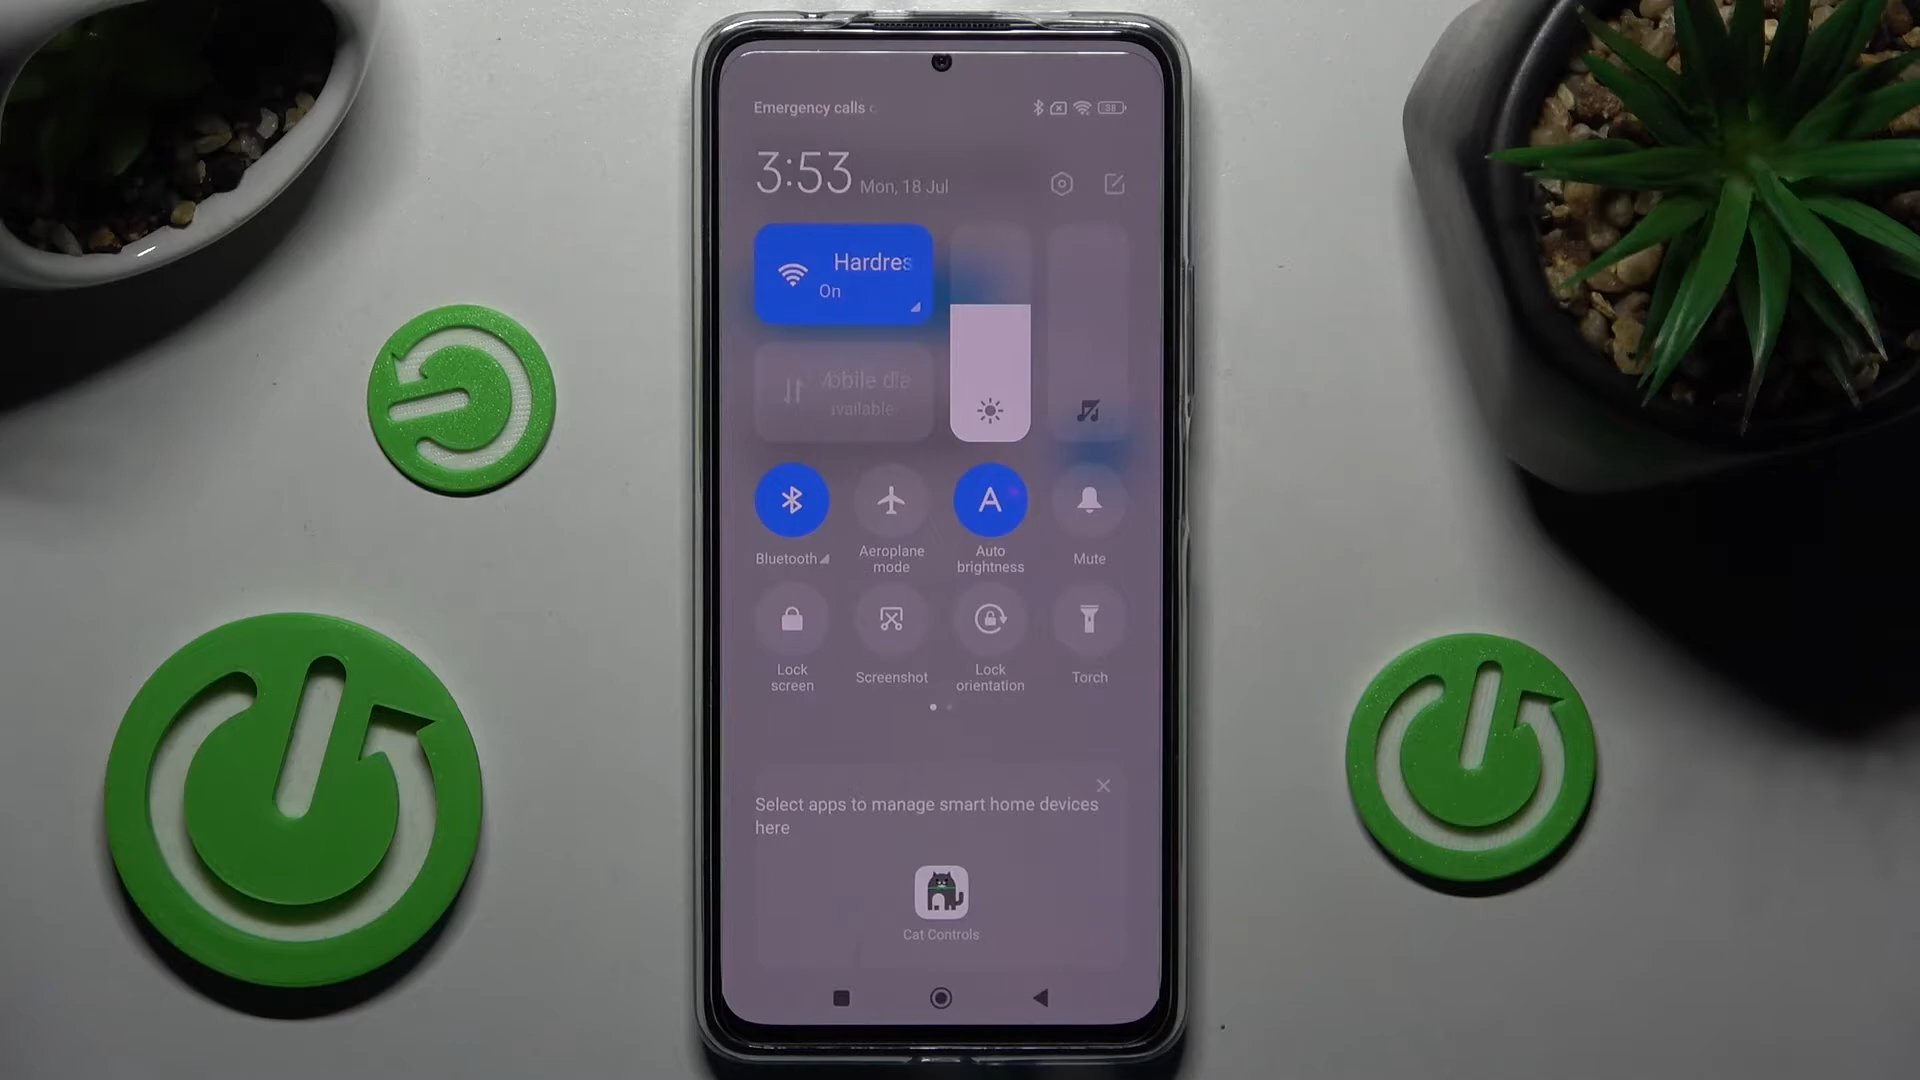 Emergency calls
3:53 Mon, 18 Jul
Hardres
On
Bluetooth
Aeroplane
mode
Auto
brightness
Mute
Lock
screen
Screenshot
Lock
orientation
Torch
Select apps to manage smart home devices
here
Cat Controls